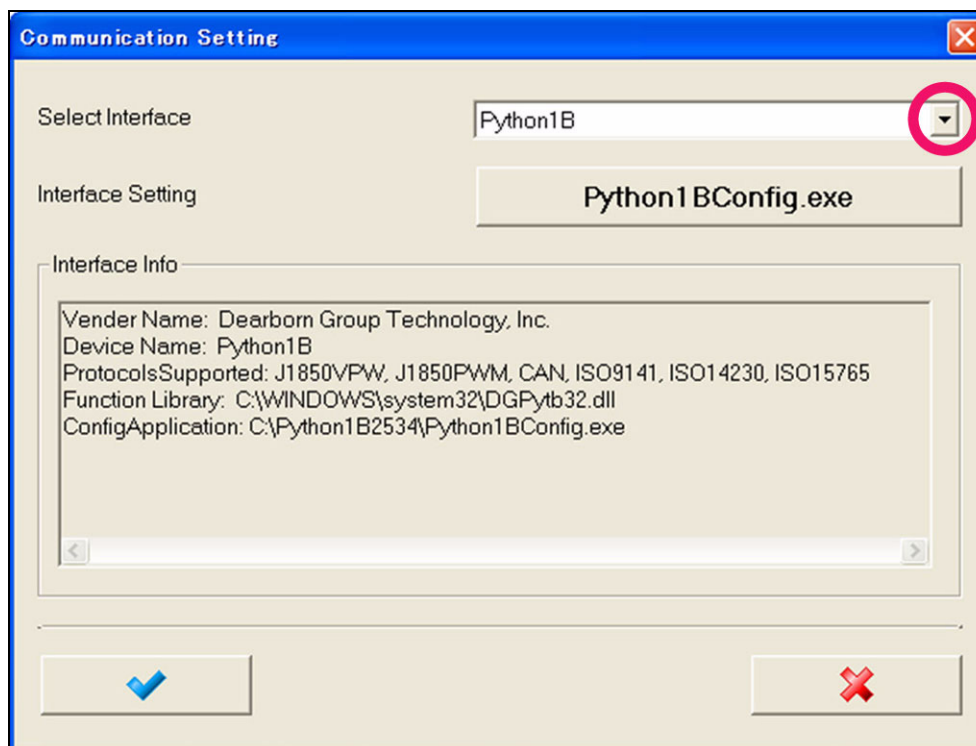 Communication Setting
Select Interface
Python1B
Interface Setting
Python1BConfig.exe
Interface Info
Vender Name: Dearborn Group Technology, Inc.
Device Name: Python1B
ProtocolsSupported: J1850VPW, J1850PWM, CAN, ISO9141, ISO14230, ISO15765
Function Library: C:\WINDOWS\system32\DGPytb32.dll
ConfigApplication: C:\Python1B2534\Python1BConfig.exe